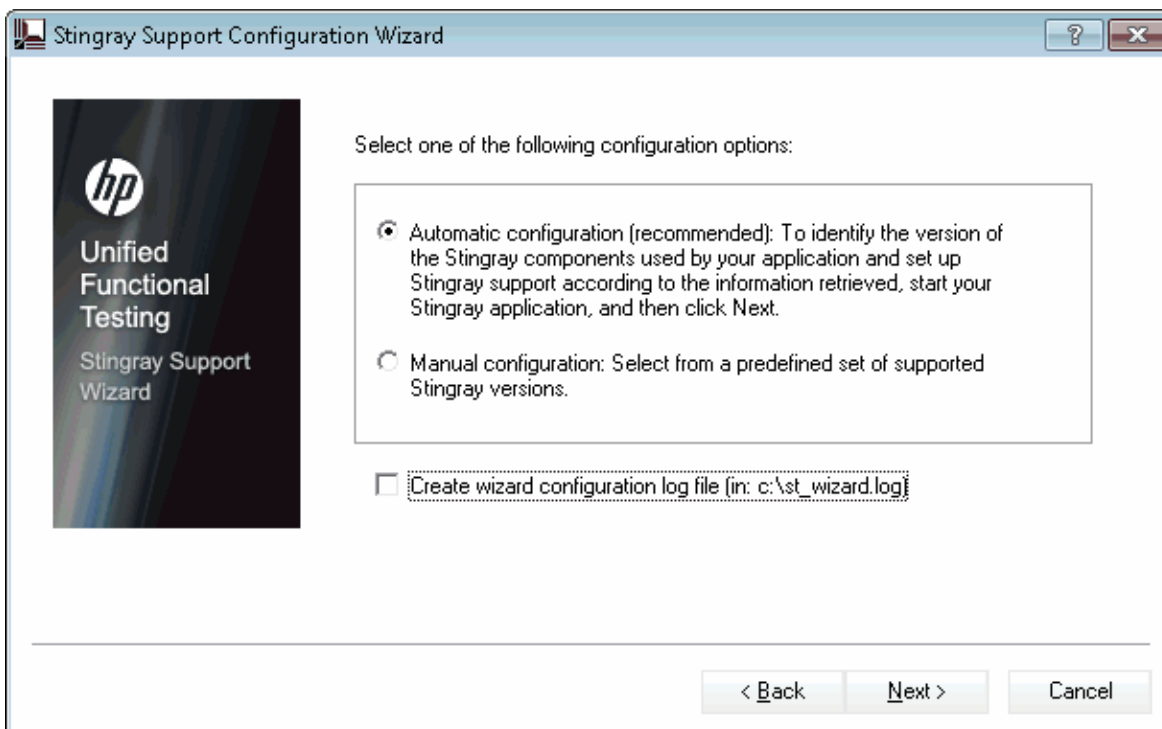 Stingray Support Configuration Wizard
?
hp
Unified
Functional
Testing
Stingray Support
Wizard
Select one of the following configuration options:
Automatic configuration (recommended): To identify the version of
the Stingray components used by your application and set up
Stingray support according to the information retrieved, start your
Stingray application, and then click Next.
Manual configuration: Select from a predefined set of supported
Stingray versions.
Create wizard configuration log file (in: c:\st_wizard.log)
< Back
Next >
Cancel